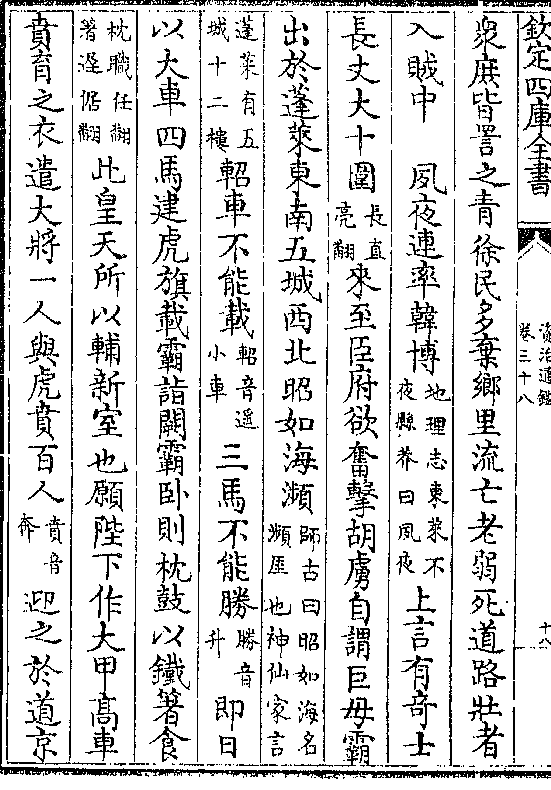 欽定四庫全書
資治通鑑
卷三十八
十八
衆庶皆詈之青徐民多棄鄉里流亡老弱死道路壯者
入賊中 夙夜連率韓博地理志東萊不夜縣莽曰夙夜上言有奇士
長丈大十圍長直亮翻來至臣府欲奮擊胡虜自謂巨毋霸
出於蓬萊東南五城西北昭如海瀕師古曰昭如海名瀕厓也神仙家言
蓬萊有五城十二樓軺車不能載軺音遥小車三馬不能勝勝音升即日
以大車四馬建虎旗載霸詣闕霸卧則枕鼓以鐵箸食
枕職任翻箸遲倨翻此皇天所以輔新室也願陛下作大甲高車
賁育之衣遣大將一人與虎賁百人賁音奔迎之於道京